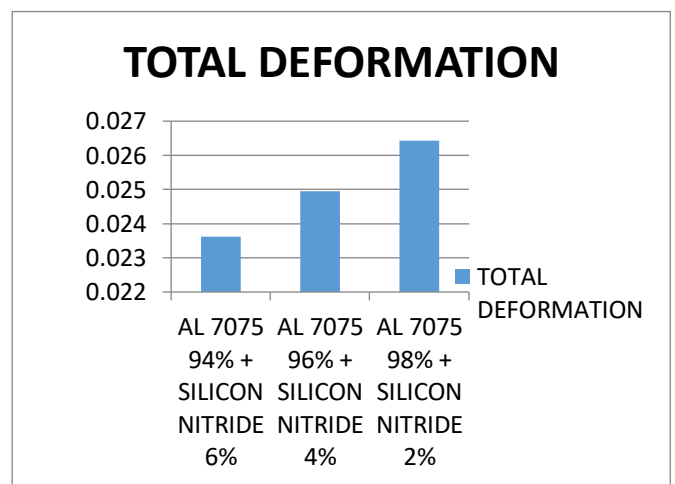 TOTAL DEFORMATION
0.027
0.026
0.025
0.024
0.023
0.022
TOTAL
DEFORMATION
AL 7075
94% +
SILICON
NITRIDE
6%
AL 7075
96% +
SILICON
NITRIDE
4%
AL 7075
98% +
SILICON
NITRIDE
2%